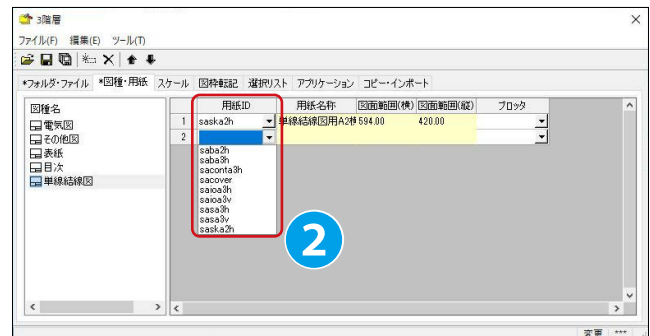 3階層
ファイル(F) 編集(E) ツール(T)
*フォルダ・ファイル *図種・用紙 スケール 図枠転記 選択リスト アプリケーション コピー・インポート
図種名
電気図
その他図
表紙
目次
単線結線図
用紙ID 用紙名称 図面範囲(横) 図面範囲(縦) プロッタ
1 saska2h 単線結線図用A2横 594.00 420.00
2
saba2h
saba3h
saconta3h
sacover
saioa3h
saioa3v
sasa3h
sasa3v
saska2h
2
変更 ***